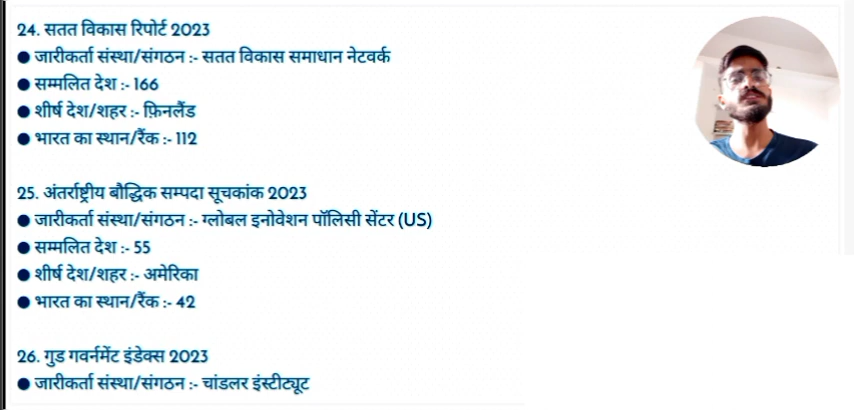 24. सतत विकास रिपोर्ट 2023
● जारीकर्ता संस्था/संगठन :- सतत विकास समाधान नेटवर्क
● सम्मलित देश :- 166
● शीर्ष देश/शहर :- फ़िनलैंड
● भारत का स्थान/रैंक :- 112
25. अंतर्राष्ट्रीय बौद्धिक सम्पदा सूचकांक 2023
● जारीकर्ता संस्था/संगठन :- ग्लोबल इनोवेशन पॉलिसी सेंटर (US)
● सम्मलित देश :- 55
● शीर्ष देश/शहर :- अमेरिका
● भारत का स्थान/रैंक :- 42
26. गुड गवर्नमेंट इंडेक्स 2023
● जारीकर्ता संस्था/संगठन :- चांडलर इंस्टीट्यूट